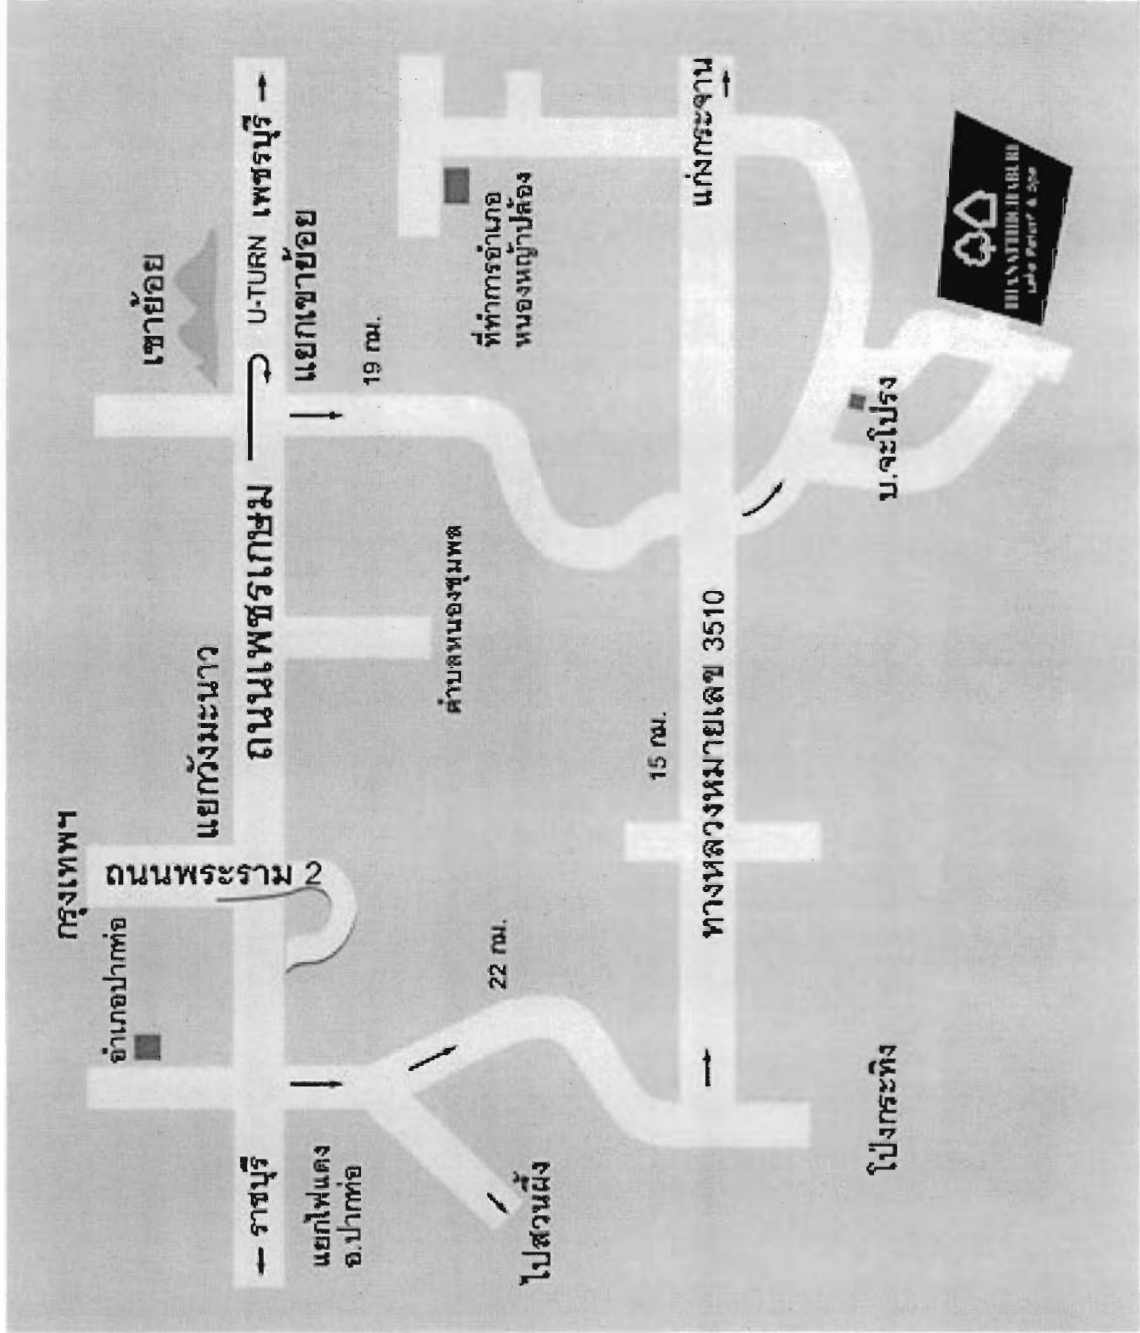 กรุงเทพฯ
อำเภอปากท่อ
ถนนพระราม 2
แยกวังมะนาว
เขาย้อย
ราชบุรี
ถนนเพชรเกษม
U-TURN
เพชรบุรี
แยกไฟแดง
อ.ปากท่อ
แยกเขาย้อย
19 กม.
ตำบลหนองชุมพล
ที่ทำการอำเภอ
หนองหญ้าปล้อง
22 กม.
ไปสวนผึ้ง
15 กม.
ทางหลวงหมายเลข 3510
แก่งกระจาน
โป่งกระทิง
บ.จะโปรง
Lake Resort & Spa